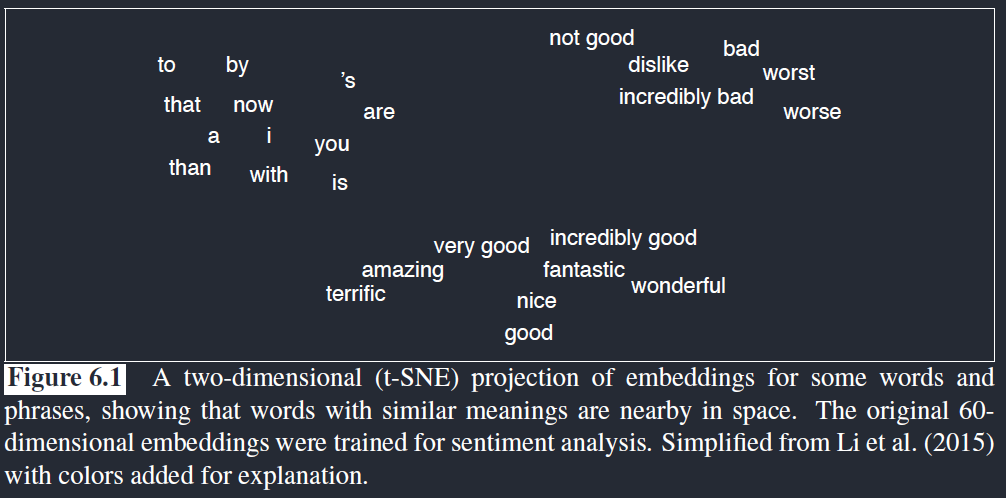 not good
bad
to by
dislike
worst
's
incredibly bad
that now
are
worse
a i
you
than
with
is
very good
incredibly good
amazing
fantastic
terrific
wonderful
nice
good
Figure 6.1 A two-dimensional (t-SNE) projection of embeddings for some words and
phrases, showing that words with similar meanings are nearby in space. The original 60-
dimensional embeddings were trained for sentiment analysis. Simplified from Li et al. (2015)
with colors added for explanation.